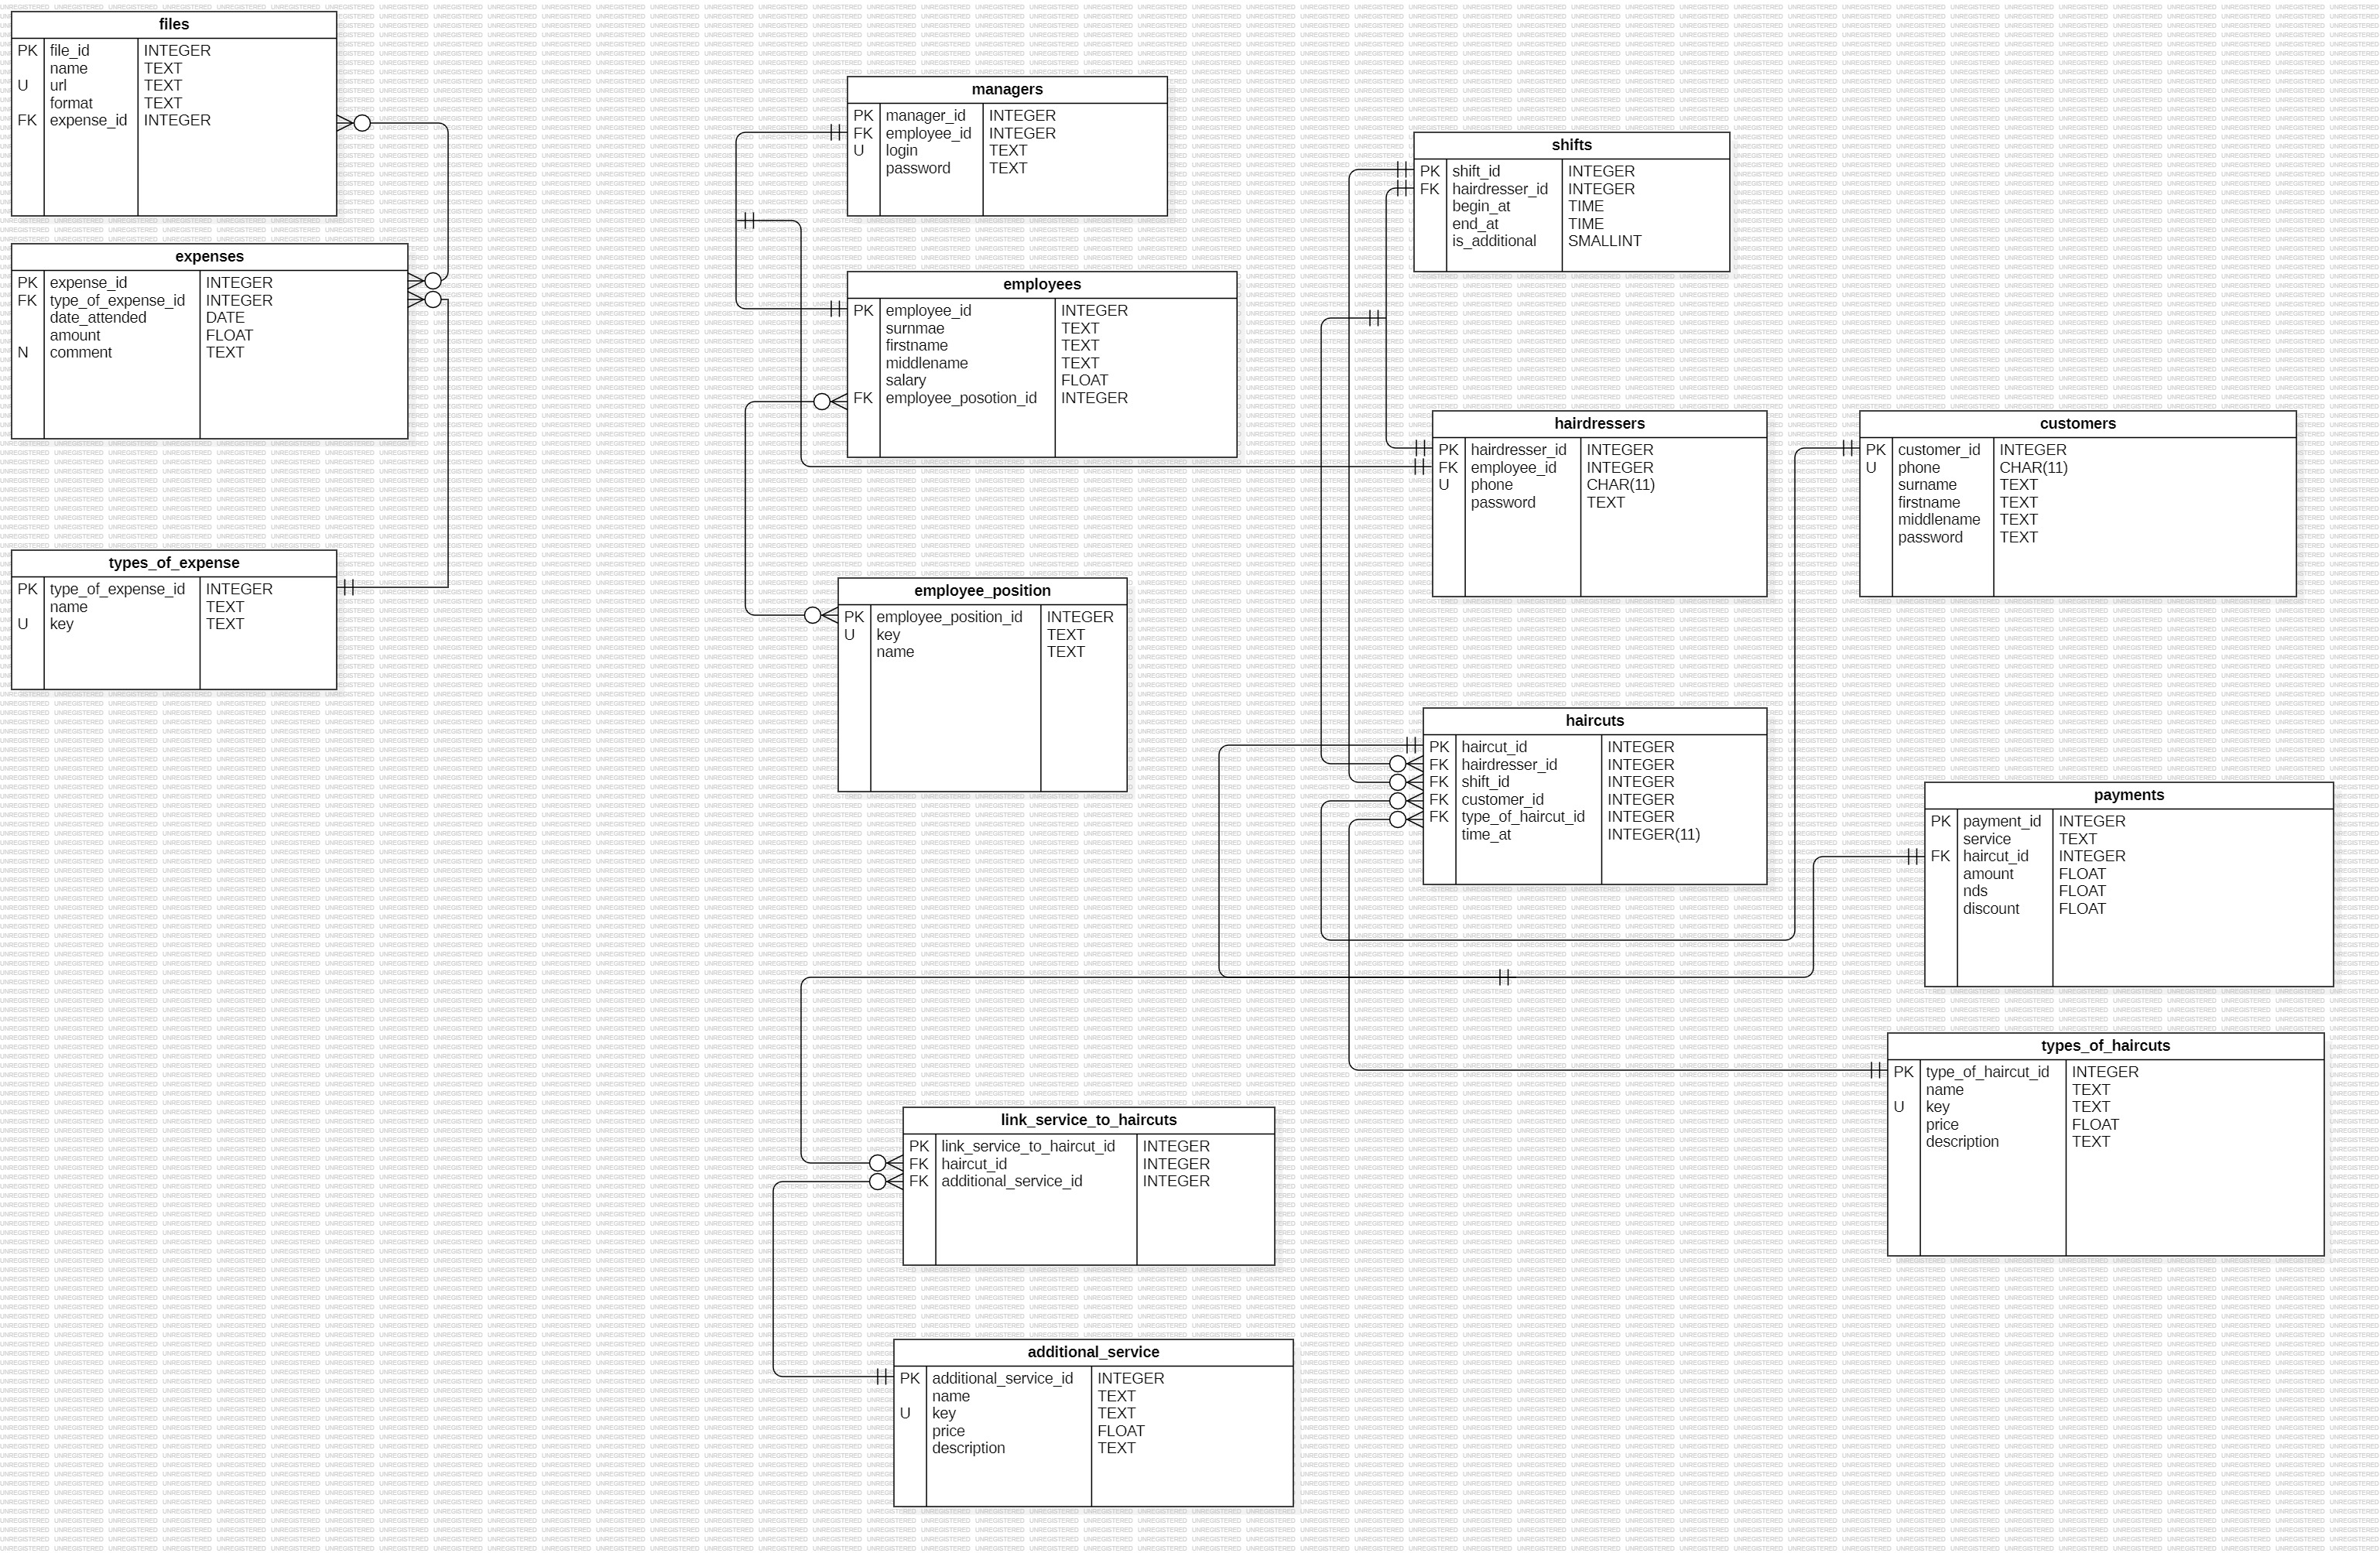 files
PK file_id INTEGER
name TEXT
U url TEXT
format TEXT
FK expense_id INTEGER
expenses
PK expense_id INTEGER
FK type_of_expense_id INTEGER
date_attended DATE
amount FLOAT
N comment TEXT
types_of_expense
PK type_of_expense_id INTEGER
name TEXT
U key TEXT
managers
PK manager_id INTEGER
FK employee_id INTEGER
U login TEXT
password TEXT
employees
PK employee_id INTEGER
surnmae TEXT
firstname TEXT
middlename TEXT
salary FLOAT
FK employee_posotion_id INTEGER
employee_position
PK employee_position_id INTEGER
U key TEXT
name TEXT
shifts
PK shift_id INTEGER
FK hairdresser_id INTEGER
begin_at TIME
end_at TIME
is_additional SMALLINT
hairdressers
PK hairdresser_id INTEGER
FK employee_id INTEGER
U phone CHAR(11)
password TEXT
customers
PK customer_id INTEGER
U phone CHAR(11)
surname TEXT
firstname TEXT
middlename TEXT
password TEXT
haircuts
PK haircut_id INTEGER
FK hairdresser_id INTEGER
FK shift_id INTEGER
FK customer_id INTEGER
FK type_of_haircut_id INTEGER
time_at INTEGER(11)
payments
PK payment_id INTEGER
service TEXT
FK haircut_id INTEGER
amount FLOAT
nds FLOAT
discount FLOAT
types_of_haircuts
PK type_of_haircut_id INTEGER
name TEXT
U key TEXT
price FLOAT
description TEXT
link_service_to_haircuts
PK link_service_to_haircut_id INTEGER
FK haircut_id INTEGER
FK additional_service_id INTEGER
additional_service
PK additional_service_id INTEGER
name TEXT
U key TEXT
price FLOAT
description TEXT
UNREGISTERED